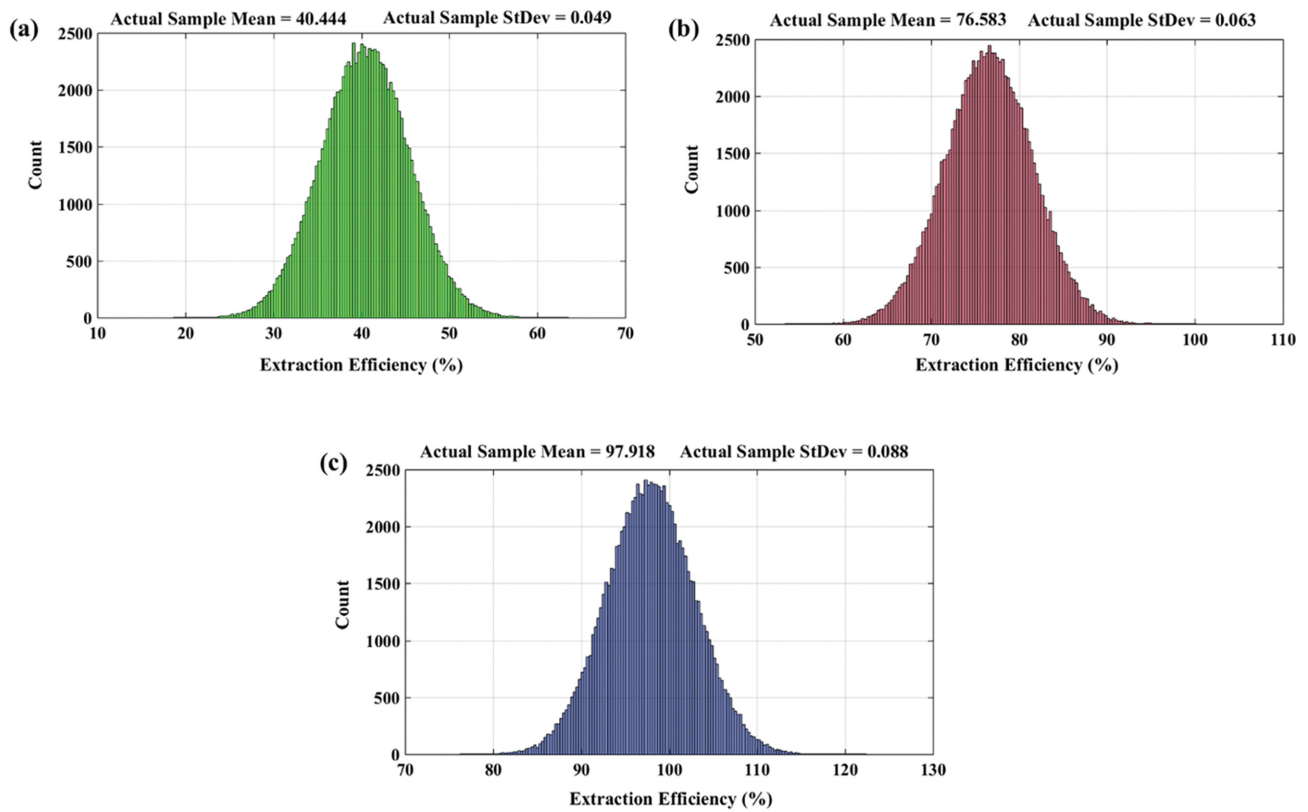 (a) Actual Sample Mean = 40.444 Actual Sample StDev = 0.049
2500
2000
1500
1000
500
0
Count
10 20 30 40 50 60 70
Extraction Efficiency (%)
(b) Actual Sample Mean = 76.583 Actual Sample StDev = 0.063
2500
2000
1500
1000
500
0
Count
50 60 70 80 90 100 110
Extraction Efficiency (%)
(c) Actual Sample Mean = 97.918 Actual Sample StDev = 0.088
2500
2000
1500
1000
500
0
Count
70 80 90 100 110 120 130
Extraction Efficiency (%)